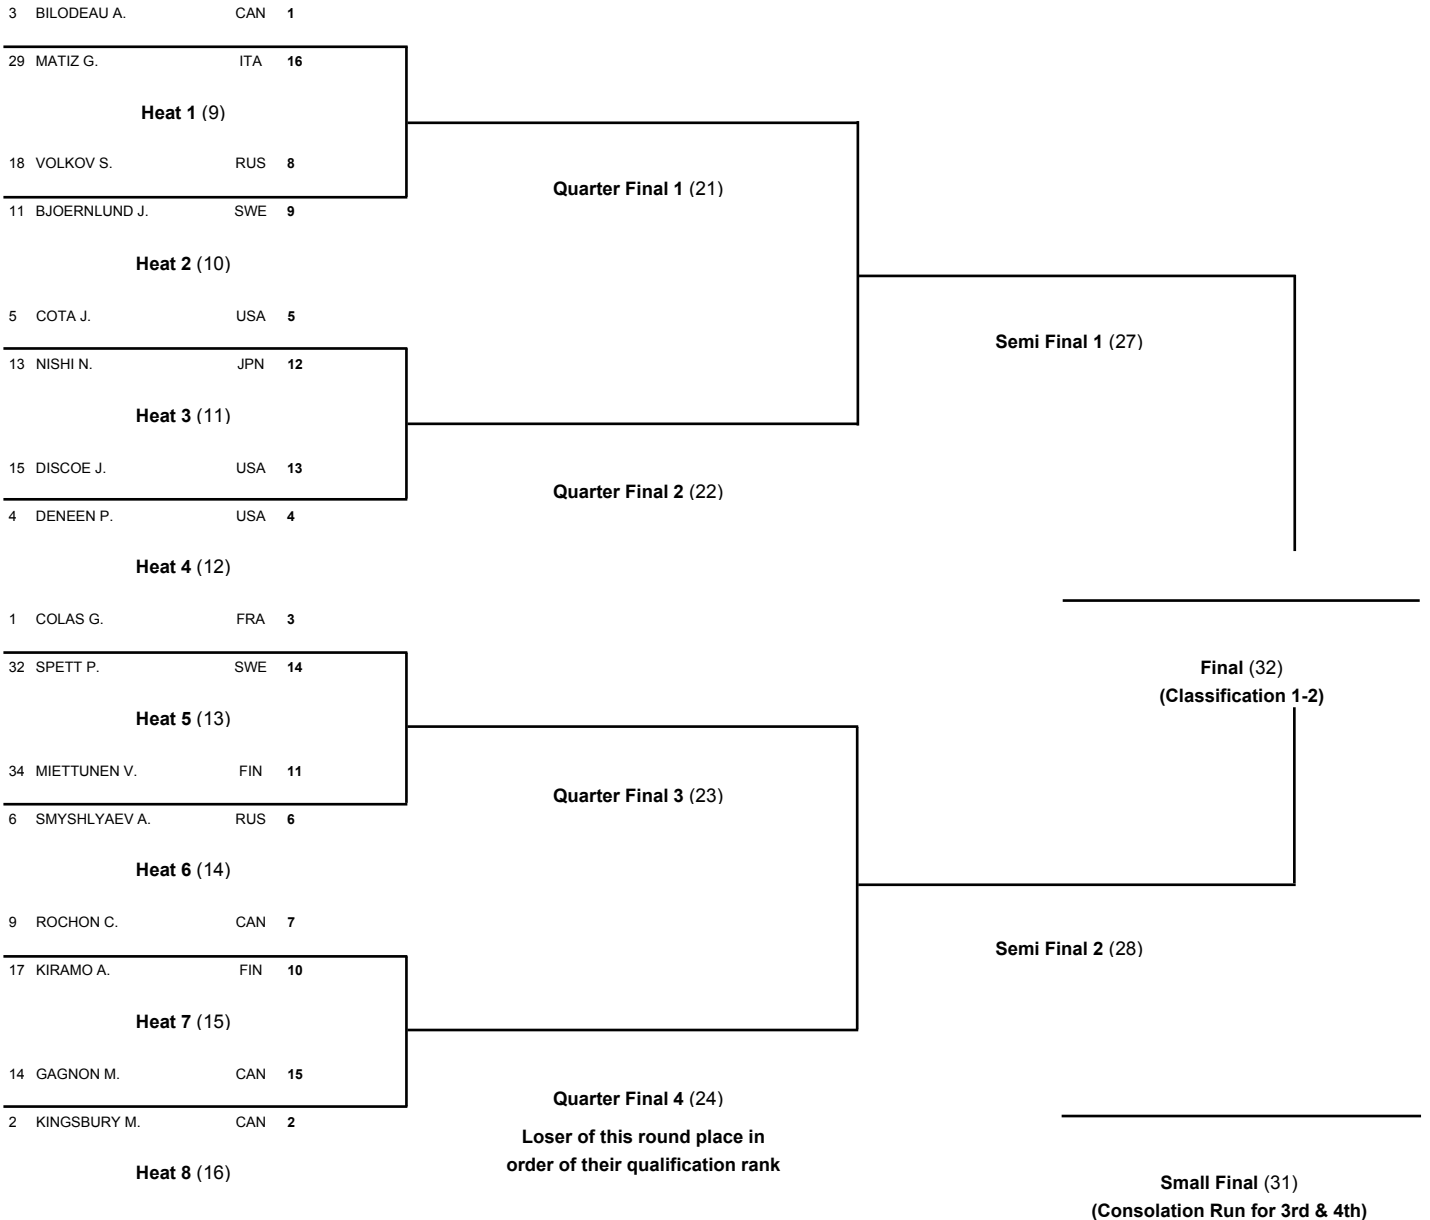 3 BILODEAU A. CAN 1
29 MATIZ G. ITA 16
Heat 1 (9)
18 VOLKOV S. RUS 8
Quarter Final 1 (21)
11 BJOERNLUND J. SWE 9
Heat 2 (10)
5 COTA J. USA 5
Semi Final 1 (27)
13 NISHI N. JPN 12
Heat 3 (11)
15 DISCOE J. USA 13
Quarter Final 2 (22)
4 DENEEN P. USA 4
Heat 4 (12)
1 COLAS G. FRA 3
32 SPETT P. SWE 14
Final (32)
(Classification 1-2)
Heat 5 (13)
34 MIETTUNEN V. FIN 11
Quarter Final 3 (23)
6 SMYSHLYAEV A. RUS 6
Heat 6 (14)
9 ROCHON C. CAN 7
Semi Final 2 (28)
17 KIRAMO A. FIN 10
Heat 7 (15)
14 GAGNON M. CAN 15
Quarter Final 4 (24)
2 KINGSBURY M. CAN 2
Loser of this round place in
order of their qualification rank
Heat 8 (16)
Small Final (31)
(Consolation Run for 3rd & 4th)